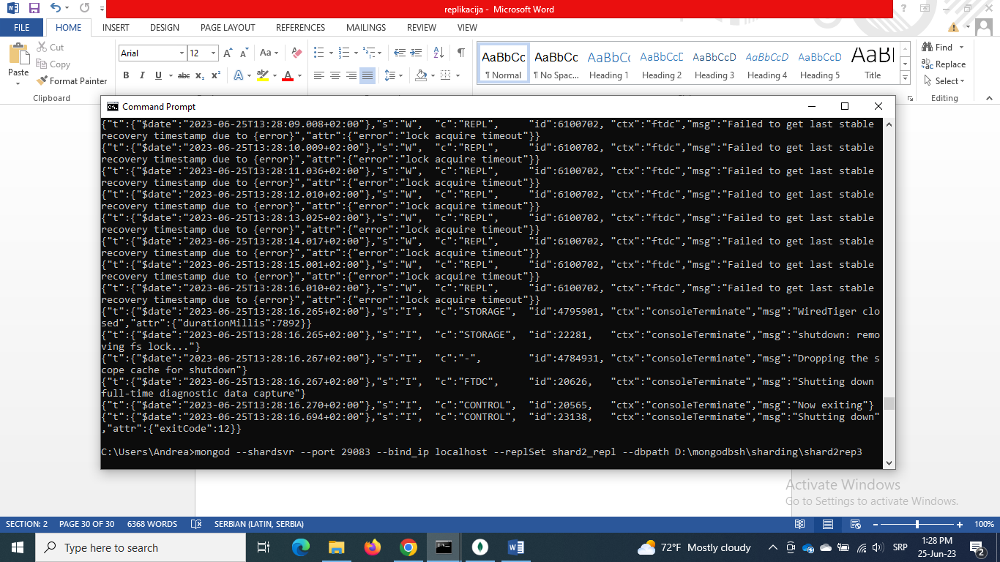 replikacija - Microsoft Word
FILE HOME INSERT DESIGN PAGE LAYOUT REFERENCES MAILINGS REVIEW VIEW
Paste
Cut
Copy
Format Painter
Clipboard
Arial 12
B I U abc x₂ x²
AaBbCc AaBbCc AaBbCc AaBbCcD AaBbCcD AaBbCcD AaBbCcD AaBb
¶ Normal ¶ No Spac... Heading 1 Heading 2 Heading 3 Heading 4 Heading 5 Title
Find
Replace
Select
Editing
Command Prompt
{"t":{"$date":"2023-06-25T13:28:09.008+02:00"},"s":"W", "c":"REPL", "id":6100702, "ctx":"ftdc","msg":"Failed to get last stable
recovery timestamp due to {error}","attr":{"error":"lock acquire timeout"}}
{"t":{"$date":"2023-06-25T13:28:10.009+02:00"},"s":"W", "c":"REPL", "id":6100702, "ctx":"ftdc","msg":"Failed to get last stable
recovery timestamp due to {error}","attr":{"error":"lock acquire timeout"}}
{"t":{"$date":"2023-06-25T13:28:11.036+02:00"},"s":"W", "c":"REPL", "id":6100702, "ctx":"ftdc","msg":"Failed to get last stable
recovery timestamp due to {error}","attr":{"error":"lock acquire timeout"}}
{"t":{"$date":"2023-06-25T13:28:12.010+02:00"},"s":"W", "c":"REPL", "id":6100702, "ctx":"ftdc","msg":"Failed to get last stable
recovery timestamp due to {error}","attr":{"error":"lock acquire timeout"}}
{"t":{"$date":"2023-06-25T13:28:13.025+02:00"},"s":"W", "c":"REPL", "id":6100702, "ctx":"ftdc","msg":"Failed to get last stable
recovery timestamp due to {error}","attr":{"error":"lock acquire timeout"}}
{"t":{"$date":"2023-06-25T13:28:14.017+02:00"},"s":"W", "c":"REPL", "id":6100702, "ctx":"ftdc","msg":"Failed to get last stable
recovery timestamp due to {error}","attr":{"error":"lock acquire timeout"}}
{"t":{"$date":"2023-06-25T13:28:15.001+02:00"},"s":"W", "c":"REPL", "id":6100702, "ctx":"ftdc","msg":"Failed to get last stable
recovery timestamp due to {error}","attr":{"error":"lock acquire timeout"}}
{"t":{"$date":"2023-06-25T13:28:16.010+02:00"},"s":"W", "c":"REPL", "id":6100702, "ctx":"ftdc","msg":"Failed to get last stable
recovery timestamp due to {error}","attr":{"error":"lock acquire timeout"}}
{"t":{"$date":"2023-06-25T13:28:16.265+02:00"},"s":"I", "c":"STORAGE", "id":4795901, "ctx":"consoleTerminate","msg":"WiredTiger clo
sed","attr":{"durationMillis":7892}}
{"t":{"$date":"2023-06-25T13:28:16.265+02:00"},"s":"I", "c":"STORAGE", "id":22281, "ctx":"consoleTerminate","msg":"shutdown: remo
ving fs lock..."}
{"t":{"$date":"2023-06-25T13:28:16.267+02:00"},"s":"I", "c":"-", "id":4784931, "ctx":"consoleTerminate","msg":"Dropping the s
cope cache for shutdown"}
{"t":{"$date":"2023-06-25T13:28:16.267+02:00"},"s":"I", "c":"FTDC", "id":20626, "ctx":"consoleTerminate","msg":"Shutting down
full-time diagnostic data capture"}
{"t":{"$date":"2023-06-25T13:28:16.270+02:00"},"s":"I", "c":"CONTROL", "id":20565, "ctx":"consoleTerminate","msg":"Now exiting"}
{"t":{"$date":"2023-06-25T13:28:16.694+02:00"},"s":"I", "c":"CONTROL", "id":23138, "ctx":"consoleTerminate","msg":"Shutting down"
,"attr":{"exitCode":12}}
C:\Users\Andrea>mongod --shardsvr --port 29083 --bind_ip localhost --replSet shard2_repl --dbpath D:\mongodbsh\sharding\shard2rep3
Activate Windows
Go to Settings to activate Windows.
SECTION: 2 PAGE 30 OF 30 6368 WORDS SERBIAN (LATIN, SERBIA) 100%
Type here to search
72°F Mostly cloudy
SRP
1:28 PM
25-Jun-23
2